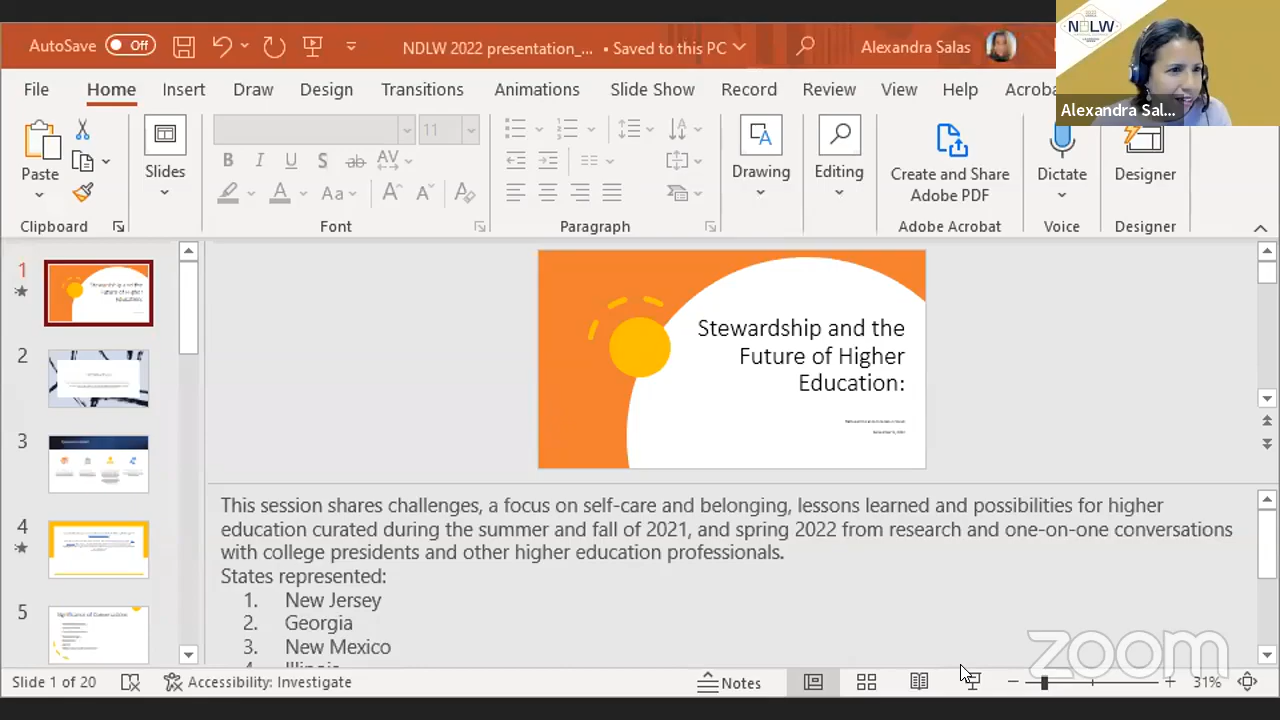 AutoSave Off NDLW 2022 presentation_... • Saved to this PC Alexandra Salas
NDLW
Alexandra Sal...
File Home Insert Draw Design Transitions Animations Slide Show Record Review View Help Acroba
Paste Slides 11 Drawing Editing Create and Share Adobe PDF Dictate Designer
Clipboard Font Paragraph Adobe Acrobat Voice Designer
1
2
3
4
5
Stewardship and the
Future of Higher
Education:
This session shares challenges, a focus on self-care and belonging, lessons learned and possibilities for higher
education curated during the summer and fall of 2021, and spring 2022 from research and one-on-one conversations
with college presidents and other higher education professionals.
States represented:
1. New Jersey
2. Georgia
3. New Mexico
4. Illinois
zoom
Slide 1 of 20 Accessibility: Investigate Notes 31%